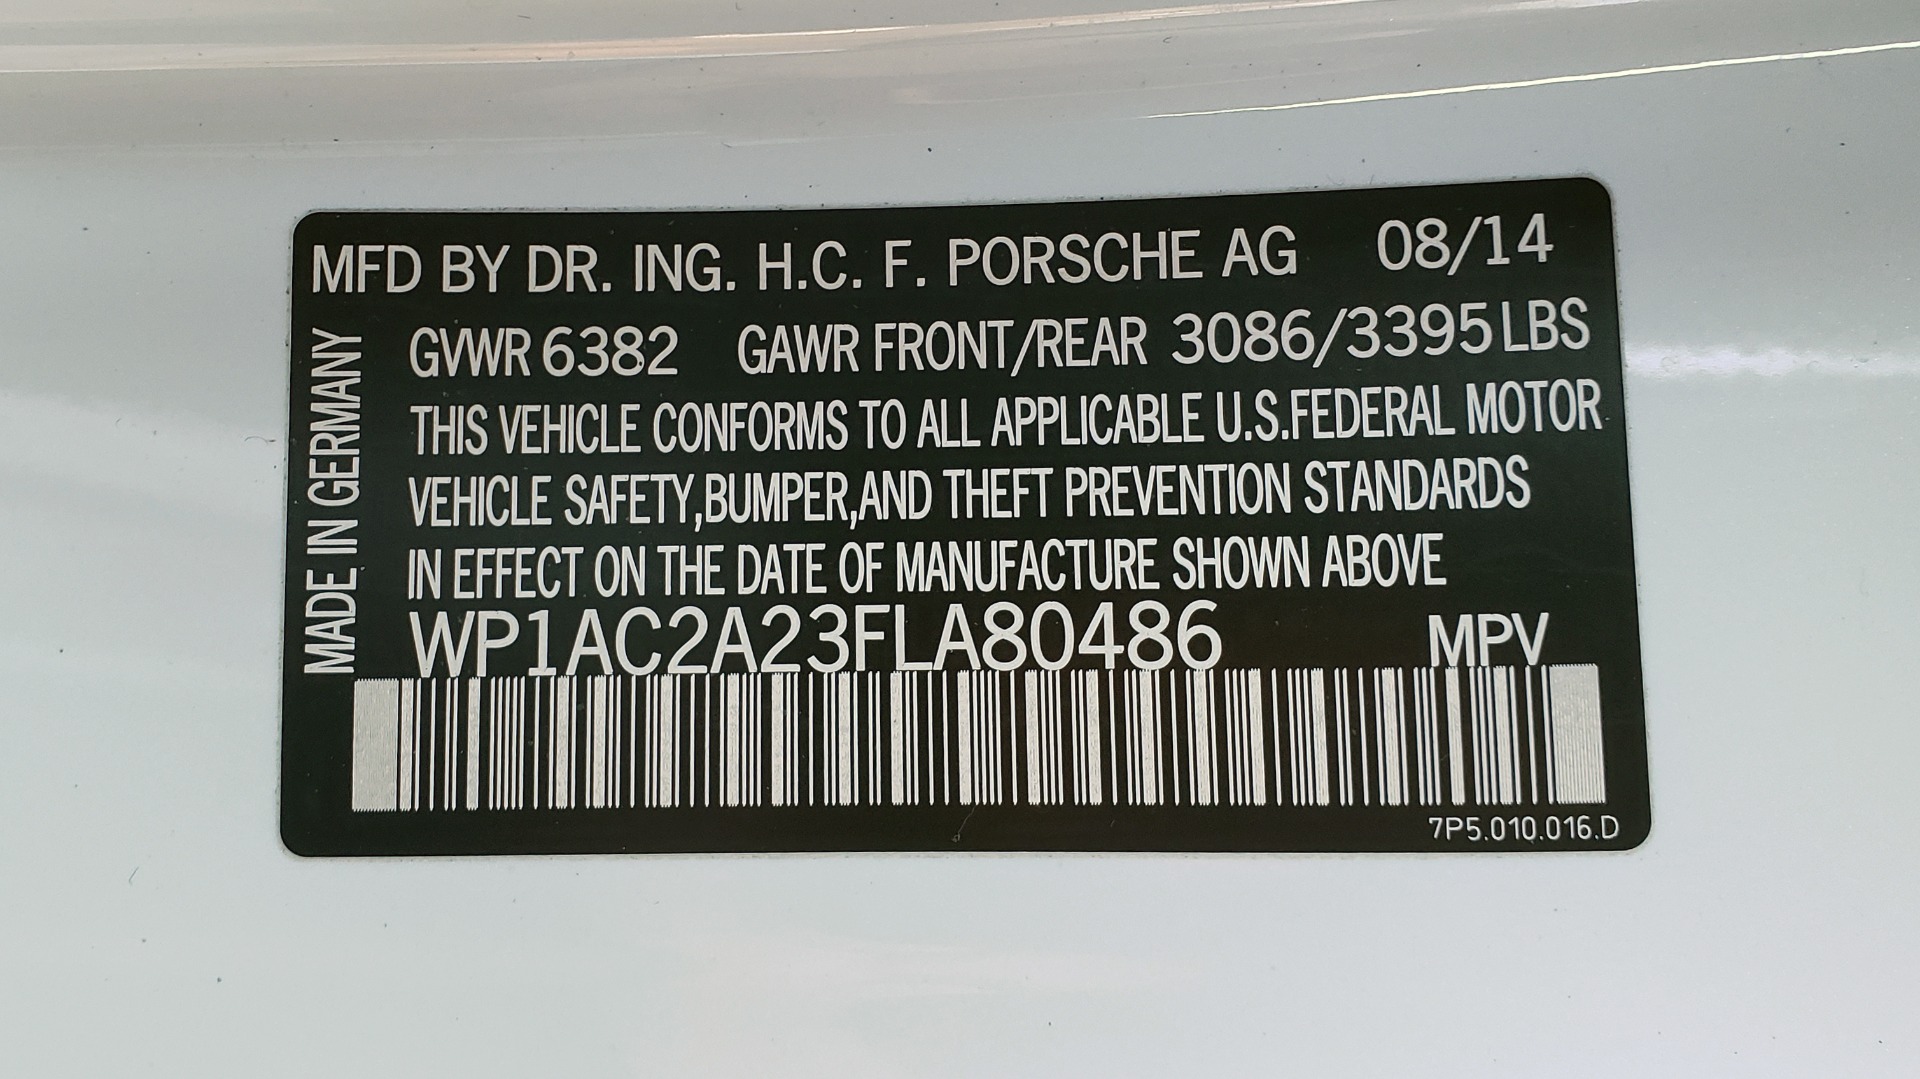 MFD BY DR. ING. H.C. F. PORSCHE AG 08/14
GVWR 6382 GAWR FRONT/REAR 3086/3395 LBS
THIS VEHICLE CONFORMS TO ALL APPLICABLE U.S.FEDERAL MOTOR
VEHICLE SAFETY,BUMPER,AND THEFT PREVENTION STANDARDS
IN EFFECT ON THE DATE OF MANUFACTURE SHOWN ABOVE
WP1AC2A23FLA80486 MPV
MADE IN GERMANY
7P5.010.016.D